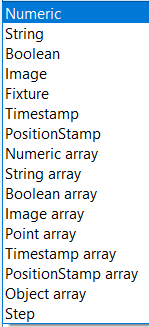 Numeric
String
Boolean
Image
Fixture
Timestamp
PositionStamp
Numeric array
String array
Boolean array
Image array
Point array
Timestamp array
PositionStamp array
Object array
Step